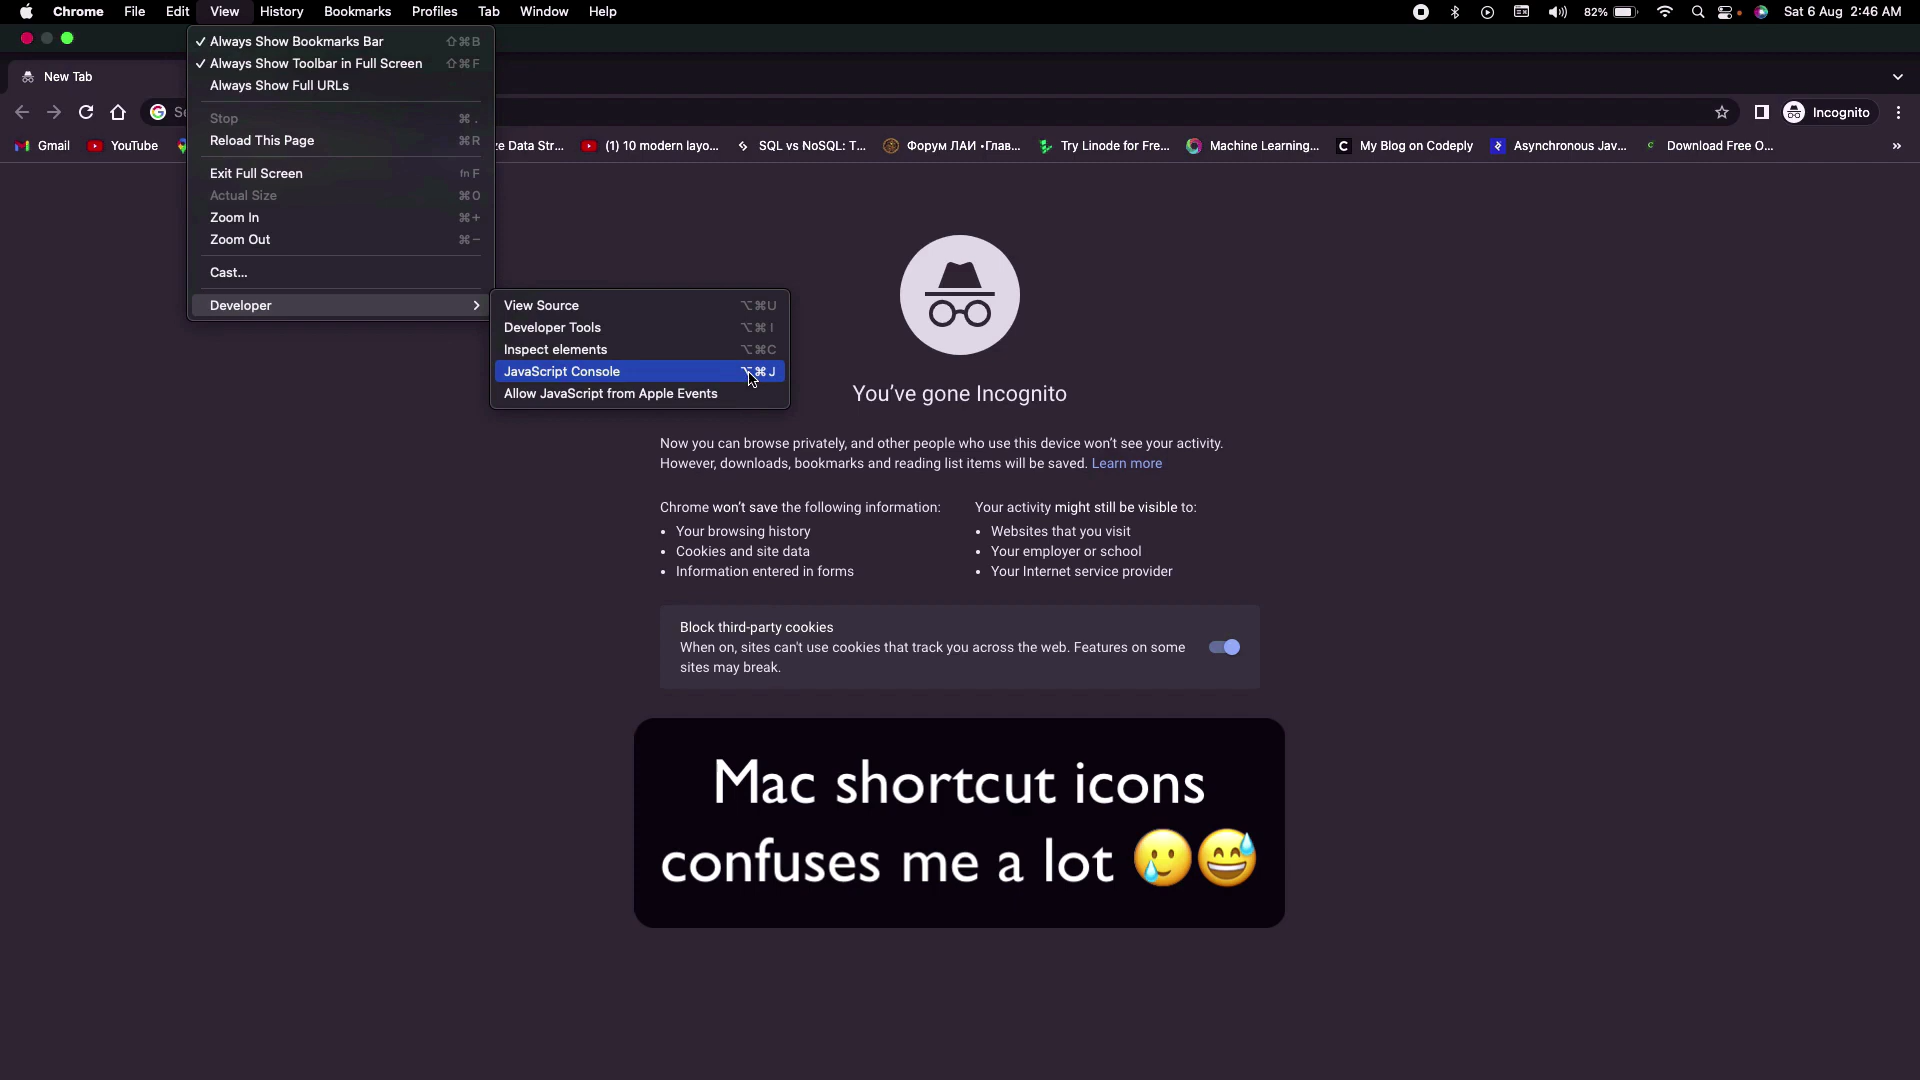 Chrome File Edit View History Bookmarks Profiles Tab Window Help 82% Sat 6 Aug 2:46 AM
✓ Always Show Bookmarks Bar ⇧⌘B
✓ Always Show Toolbar in Full Screen ⇧⌘F
New Tab
Always Show Full URLs
Stop ⌘.
Incognito
Reload This Page ⌘R
Gmail YouTube ze Data Str... (1) 10 modern layo... SQL vs NoSQL: T... Форум ЛАИ •Глав... Try Linode for Fre... Machine Learning... My Blog on Codeply Asynchronous Jav... Download Free O... »
Exit Full Screen fn F
Actual Size ⌘0
Zoom In ⌘+
Zoom Out ⌘−
Cast...
Developer >
View Source ⌥⌘U
Developer Tools ⌥⌘I
Inspect elements ⌥⌘C
JavaScript Console ⌥⌘J
Allow JavaScript from Apple Events
You've gone Incognito
Now you can browse privately, and other people who use this device won't see your activity.
However, downloads, bookmarks and reading list items will be saved. Learn more
Chrome won't save the following information:
• Your browsing history
• Cookies and site data
• Information entered in forms
Your activity might still be visible to:
• Websites that you visit
• Your employer or school
• Your Internet service provider
Block third-party cookies
When on, sites can't use cookies that track you across the web. Features on some
sites may break.
Mac shortcut icons
confuses me a lot 🥲😅